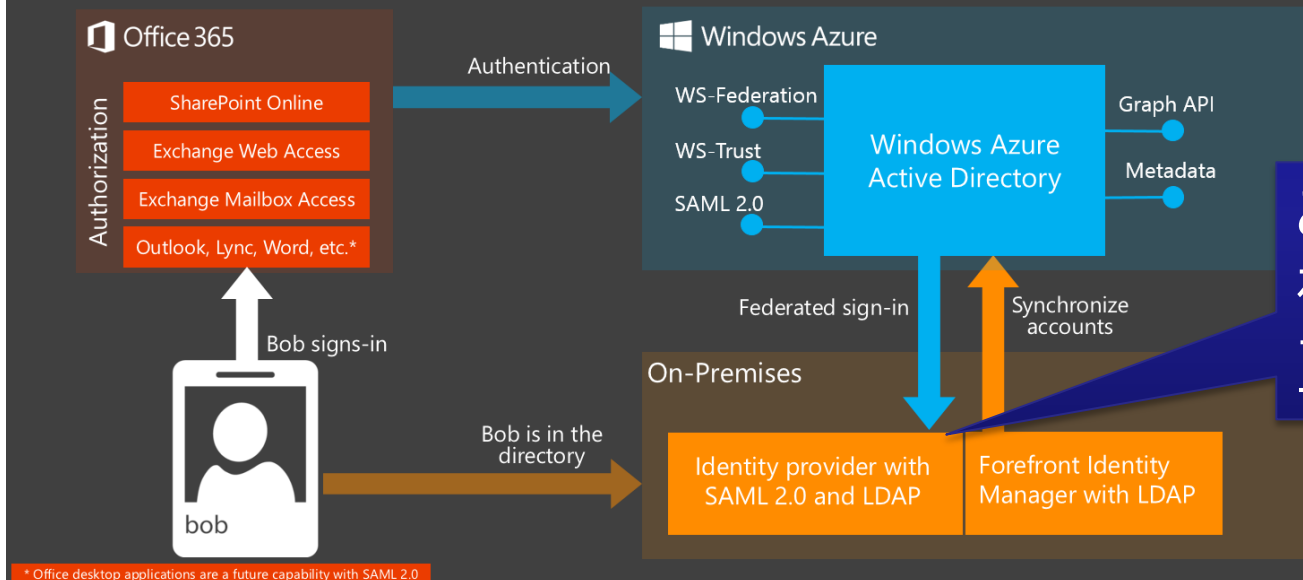 Office 365
Authorization
SharePoint Online
Exchange Web Access
Exchange Mailbox Access
Outlook, Lync, Word, etc.*
Authentication
Windows Azure
WS-Federation
WS-Trust
SAML 2.0
Windows Azure
Active Directory
Graph API
Metadata
Bob signs-in
Federated sign-in
Synchronize
accounts
bob
Bob is in the
directory
On-Premises
Identity provider with
SAML 2.0 and LDAP
Forefront Identity
Manager with LDAP
* Office desktop applications are a future capability with SAML 2.0